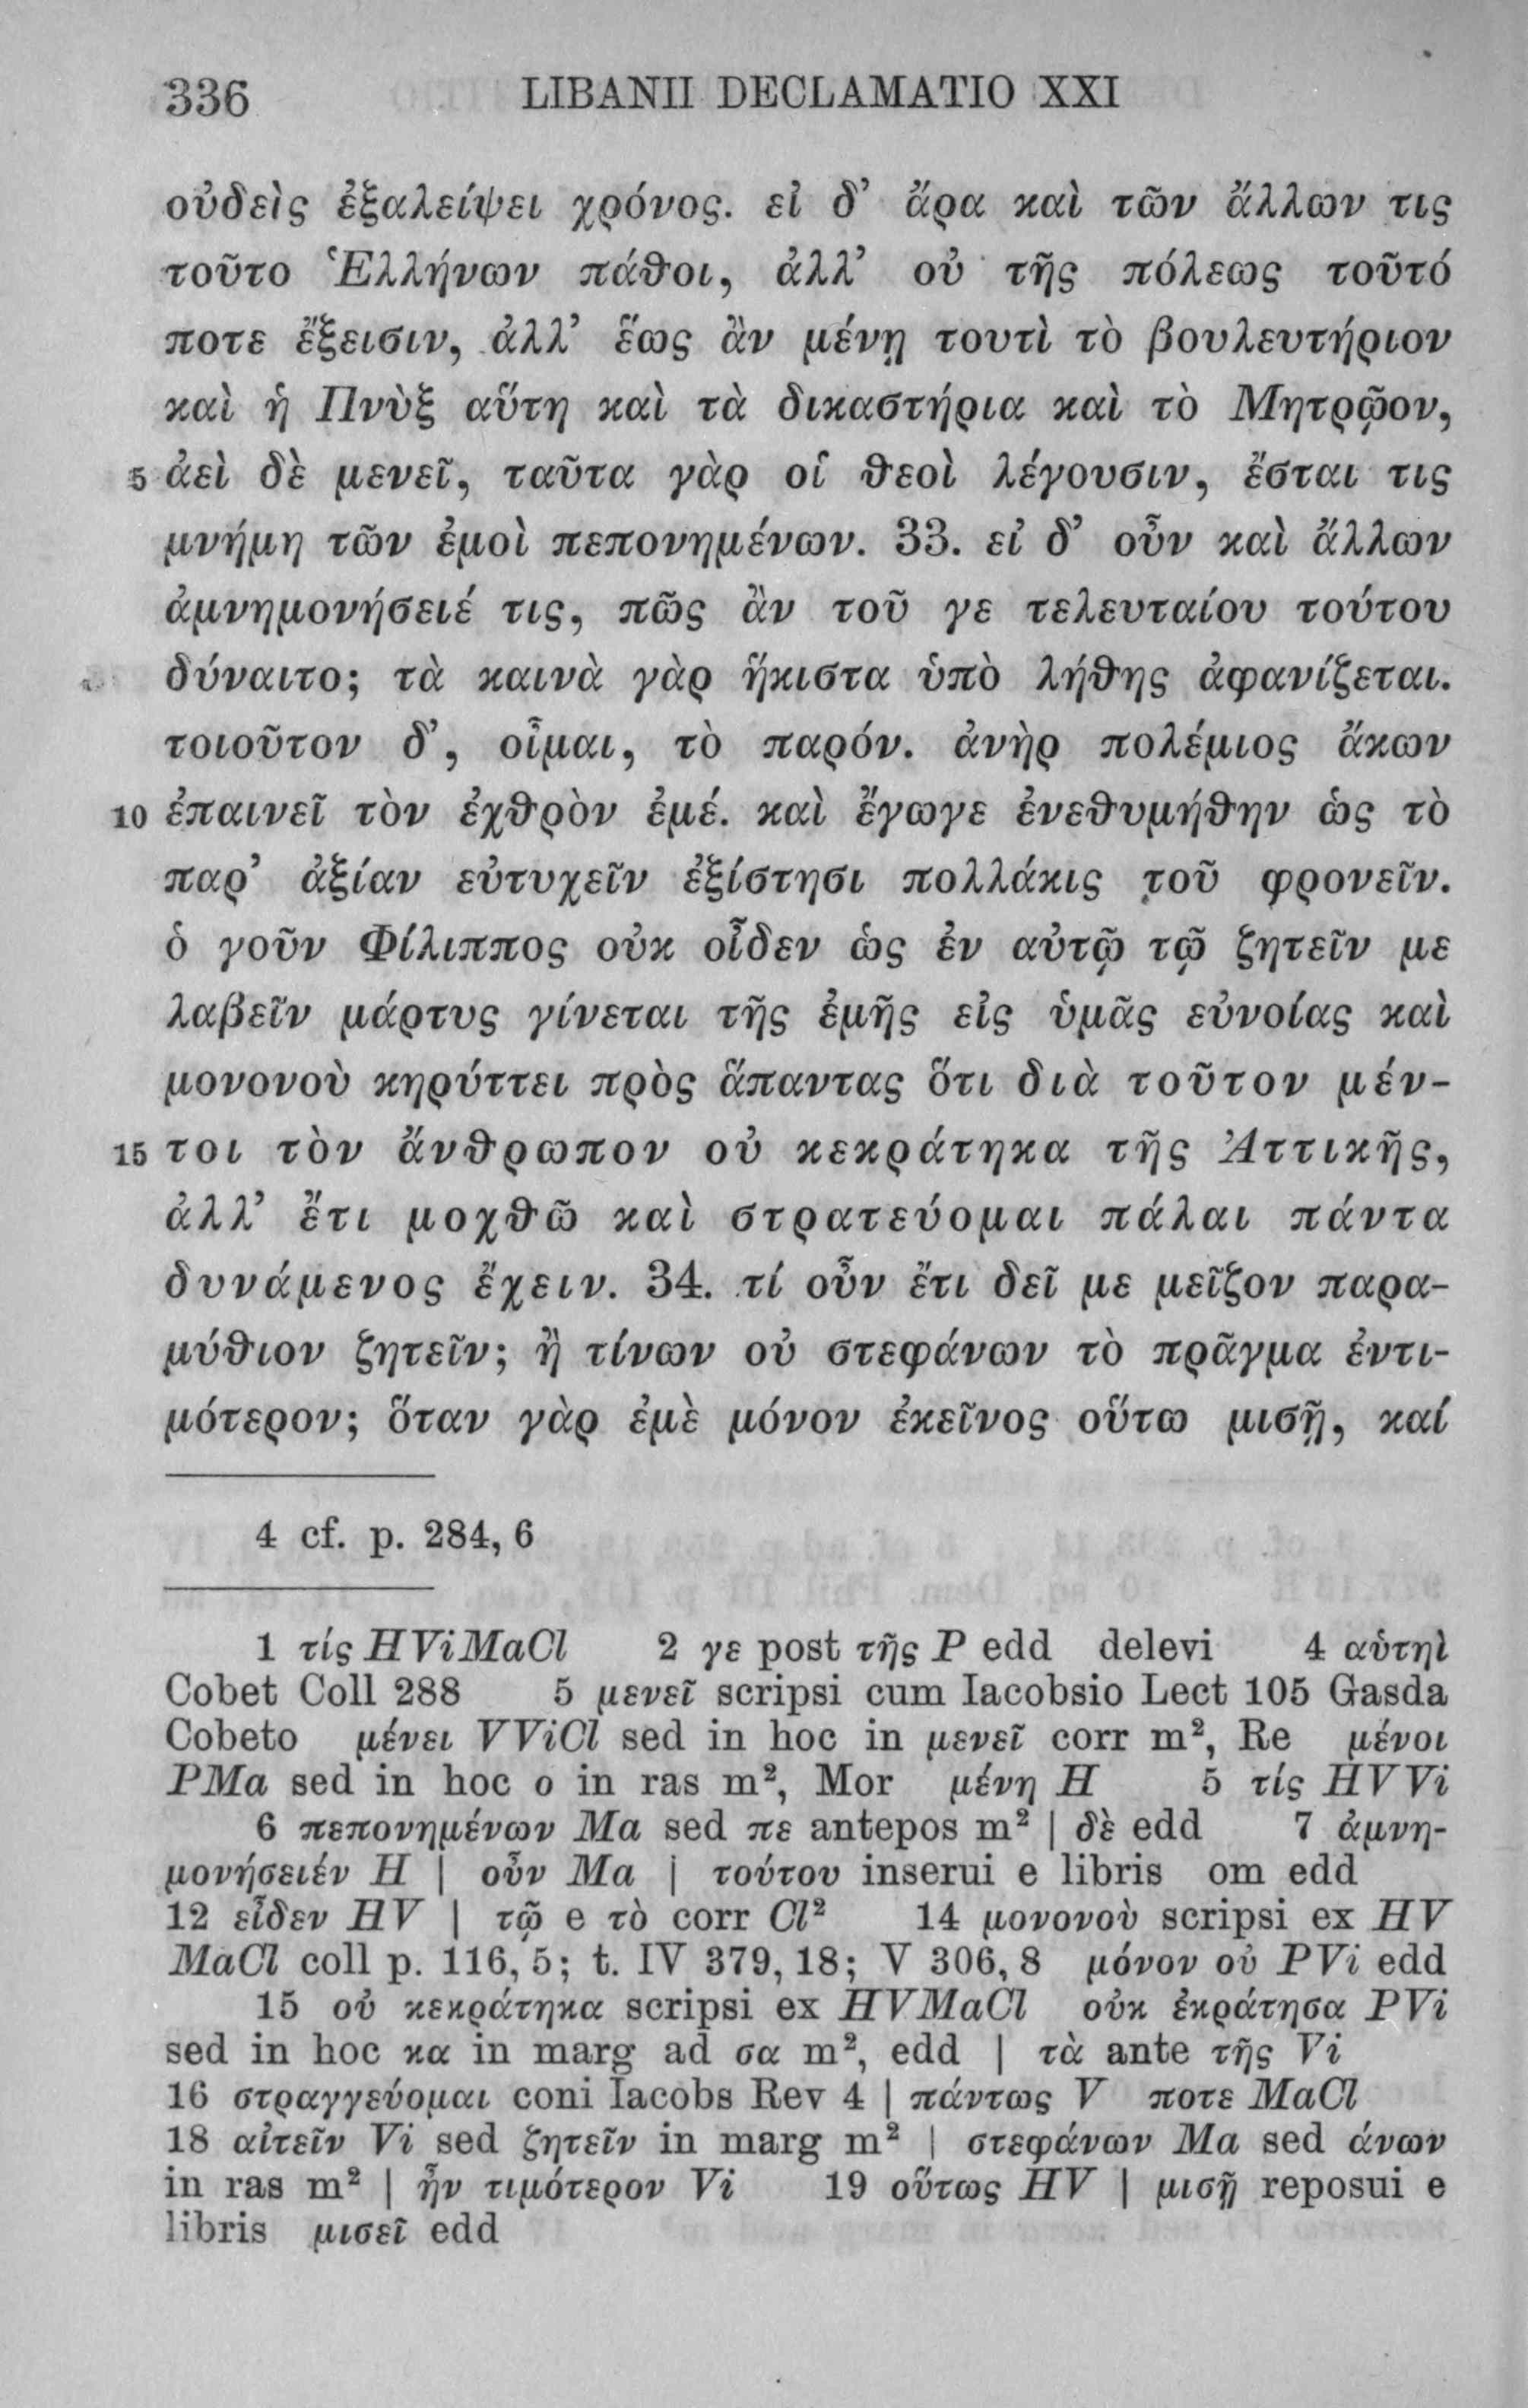 336 LIBANII DECLAMATIO XXI
οὐδεὶς ἐξαλείψει χρόνος. εἰ δ’ ἄρα καὶ τῶν ἄλλων τις
τοῦτο Ἑλλήνων πάθοι, ἀλλ’ οὐ τῆς πόλεως τοῦτό
ποτε ἔξεισιν, ἀλλ’ ἕως ἂν μένῃ τουτὶ τὸ βουλευτήριον
καὶ ἡ Πνὺξ αὕτη καὶ τὰ δικαστήρια καὶ τὸ Μητρῷον,
5 ἀεὶ δὲ μενεῖ, ταῦτα γὰρ οἱ θεοὶ λέγουσιν, ἔσται τις
μνήμη τῶν ἐμοὶ πεπονημένων. 33. εἰ δ’ οὖν καὶ ἄλλων
ἀμνημονήσειέ τις, πῶς ἂν τοῦ γε τελευταίου τούτου
δύναιτο; τὰ καινὰ γὰρ ἥκιστα ὑπὸ λήθης ἀφανίζεται.
τοιοῦτον δ’, οἶμαι, τὸ παρόν. ἀνὴρ πολέμιος ἄκων
10 ἐπαινεῖ τὸν ἐχθρὸν ἐμέ. καὶ ἔγωγε ἐνεθυμήθην ὡς τὸ
παρ’ ἀξίαν εὐτυχεῖν ἐξίστησι πολλάκις τοῦ φρονεῖν.
ὁ γοῦν Φίλιππος οὐκ οἶδεν ὡς ἐν αὐτῷ τῷ ζητεῖν με
λαβεῖν μάρτυς γίνεται τῆς ἐμῆς εἰς ὑμᾶς εὐνοίας καὶ
μονονοὺ κηρύττει πρὸς ἅπαντας ὅτι διὰ τοῦτον μέν-
15 τοι τὸν ἄνθρωπον οὐ κεκράτηκα τῆς Ἀττικῆς,
ἀλλ’ ἔτι μοχθῶ καὶ στρατεύομαι πάλαι πάντα
δυνάμενος ἔχειν. 34. τί οὖν ἔτι δεῖ με μεῖζον παρα-
μύθιον ζητεῖν; ἢ τίνων οὐ στεφάνων τὸ πρᾶγμα ἐντι-
μότερον; ὅταν γὰρ ἐμὲ μόνον ἐκεῖνος οὕτω μισῇ, καί
4 cf. p. 284, 6
1 τίς HViMaCl 2 γε post τῆς P edd delevi 4 αὑτηὶ
Cobet Coll 288 5 μενεῖ scripsi cum Iacobsio Lect 105 Gasda
Cobeto μένει VViCl sed in hoc in μενεῖ corr m², Re μένοι
PMa sed in hoc ο in ras m², Mor μένη H 5 τίς HVVi
6 πεπονημένων Ma sed πε antepos m² | δὲ edd 7 ἀμνη-
μονήσειέν H | οὖν Ma | τούτου inserui e libris om edd
12 εἶδεν HV | τῷ e τὸ corr Cl² 14 μονονοὺ scripsi ex HV
MaCl coll p. 116, 5; t. IV 379, 18; V 306, 8 μόνον οὐ PVi edd
15 οὐ κεκράτηκα scripsi ex HVMaCl οὐκ ἐκράτησα PVi
sed in hoc κα in marg ad σα m², edd | τὰ ante τῆς Vi
16 στραγγεύομαι coni Iacobs Rev 4 | πάντως V ποτε MaCl
18 αἰτεῖν Vi sed ζητεῖν in marg m² | στεφάνων Ma sed άνων
in ras m² | ἦν τιμότερον Vi 19 οὕτως HV | μισῇ reposui e
libris μισεῖ edd